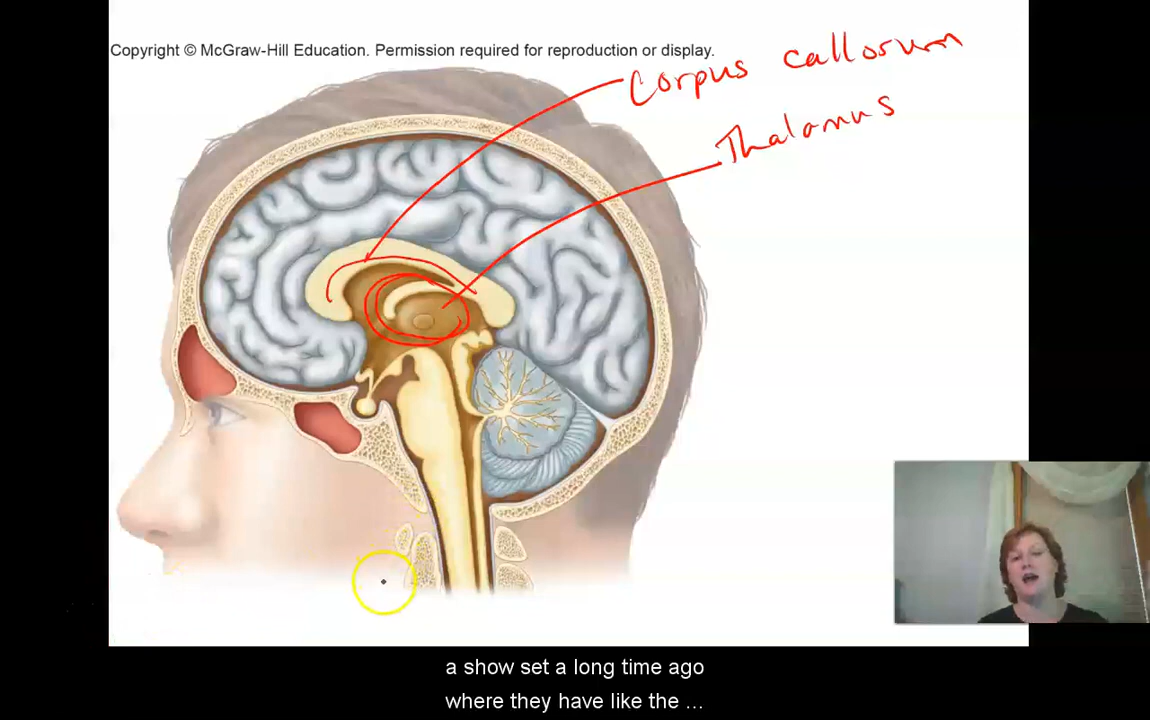 Copyright © McGraw-Hill Education. Permission required for reproduction or display.
Corpus callosum
Thalamus
a show set a long time ago
where they have like the ...